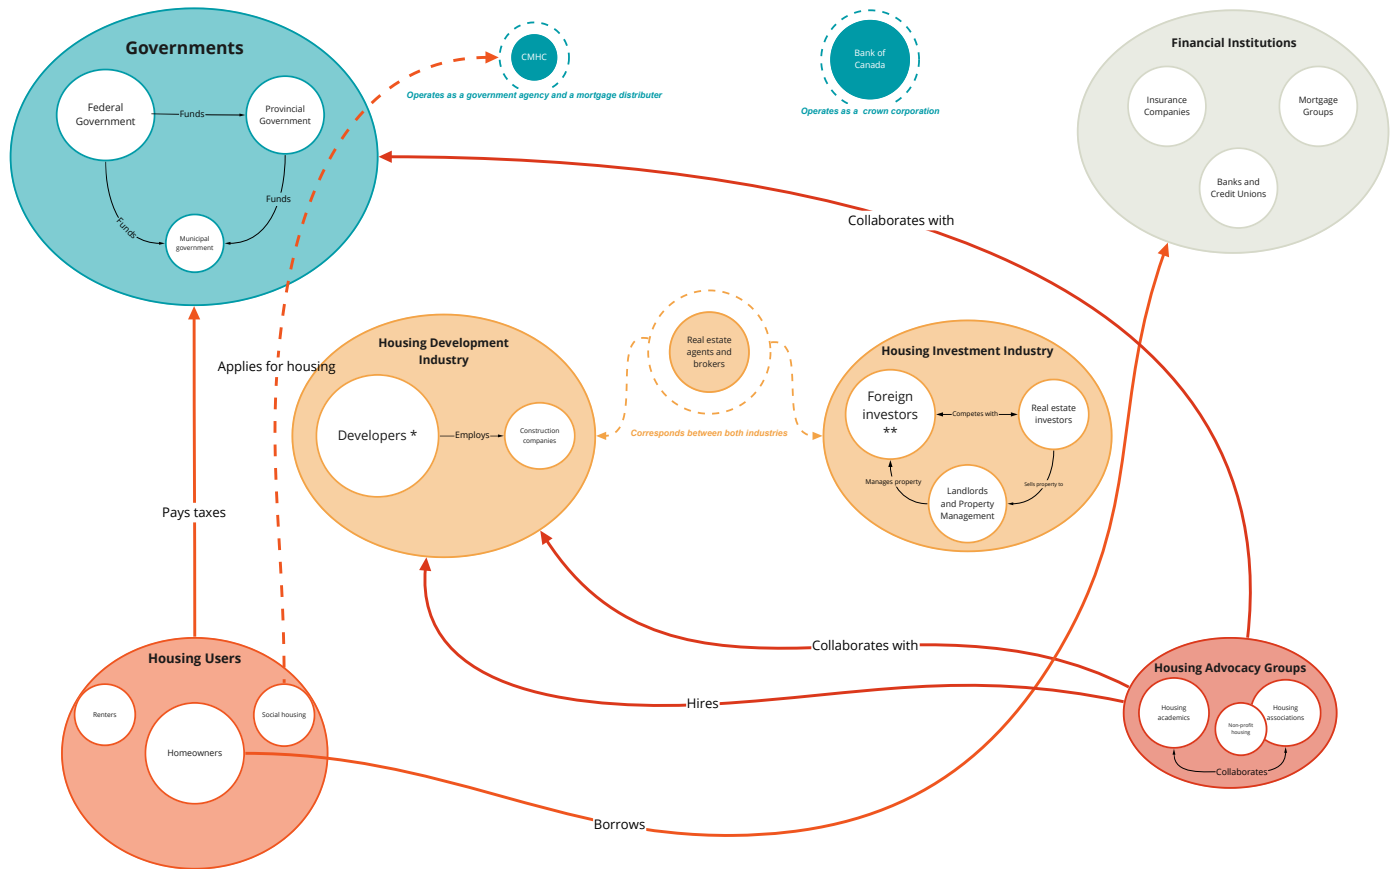 Governments
Federal
Government
Funds
Provincial
Government
Funds
Funds
Municipal
government
CMHC
Operates as a government agency and a mortgage distributer
Bank of
Canada
Operates as a  crown corporation
Financial Institutions
Insurance
Companies
Mortgage
Groups
Banks and
Credit Unions
Collaborates with
Applies for housing
Housing Development
Industry
Developers *
Employs
Construction
companies
Real estate
agents and
brokers
Corresponds between both industries
Housing Investment Industry
Foreign
investors
**
Competes with
Real estate
investors
Manages property
Sells property to
Landlords
and Property
Management
Pays taxes
Collaborates with
Hires
Housing Users
Renters
Homeowners
Social housing
Borrows
Housing Advocacy Groups
Housing
academics
Non-profit
housing
Housing
associations
Collaborates